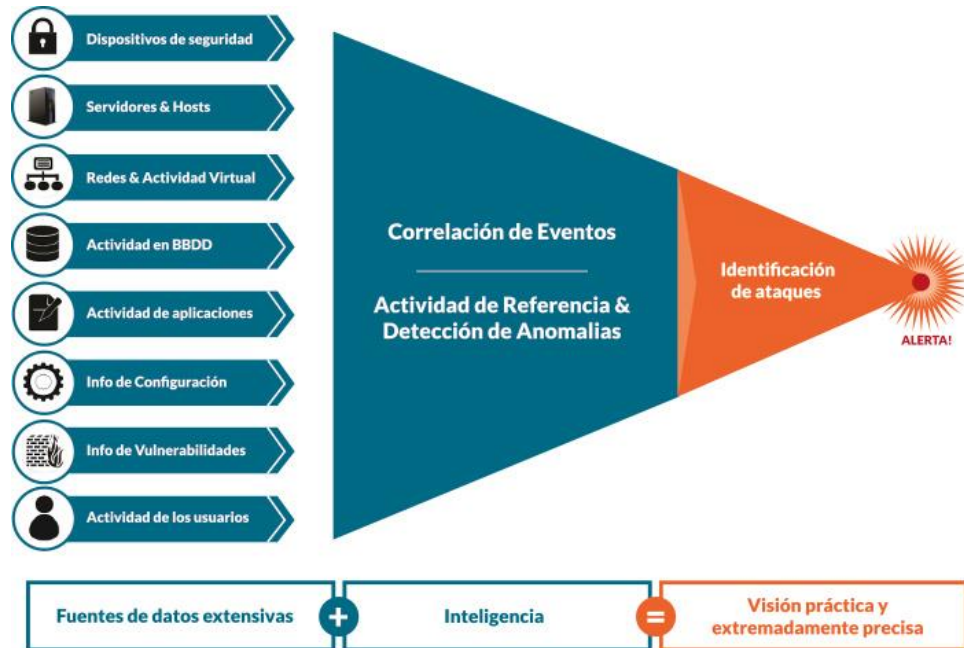 Dispositivos de seguridad
Servidores & Hosts
Redes & Actividad Virtual
Actividad en BBDD
Actividad de aplicaciones
Info de Configuración
Info de Vulnerabilidades
Actividad de los usuarios
Correlación de Eventos
Actividad de Referencia &
Detección de Anomalias
Identificación
de ataques
ALERTA!
Fuentes de datos extensivas
+
Inteligencia
=
Visión práctica y
extremadamente precisa